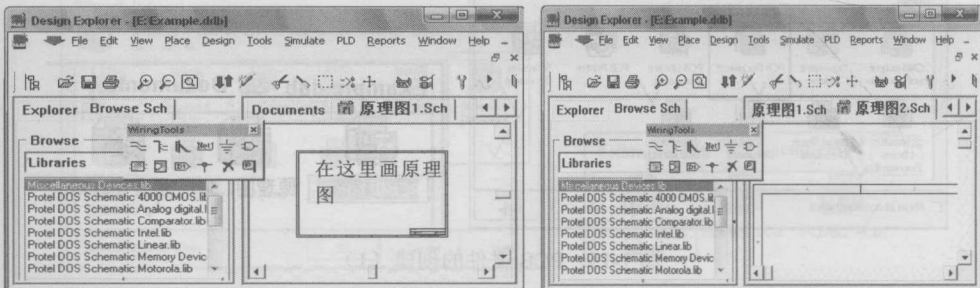 Design Explorer - [E:Example.ddb]
File Edit View Place Design Tools Simulate PLD Reports Window Help
Explorer Browse Sch
Documents 原理图1.Sch
WiringTools
Browse
Libraries
Miscellaneous Devices.lib
Protel DOS Schematic 4000 CMOS.lit
Protel DOS Schematic Analog digital.l
Protel DOS Schematic Comparator.lib
Protel DOS Schematic Intel.lib
Protel DOS Schematic Linear.lib
Protel DOS Schematic Memory Devic
Protel DOS Schematic Motorola.lib
在这里画原理
图
Design Explorer - [E:Example.ddb]
File Edit View Place Design Tools Simulate PLD Reports Window Help
Explorer Browse Sch
原理图1.Sch 原理图2.Sch
WiringTools
Browse
Libraries
Miscellaneous Devices.lib
Protel DOS Schematic 4000 CMOS.lit
Protel DOS Schematic Analog digital.l
Protel DOS Schematic Comparator.lib
Protel DOS Schematic Intel.lib
Protel DOS Schematic Linear.lib
Protel DOS Schematic Memory Devic
Protel DOS Schematic Motorola.lib